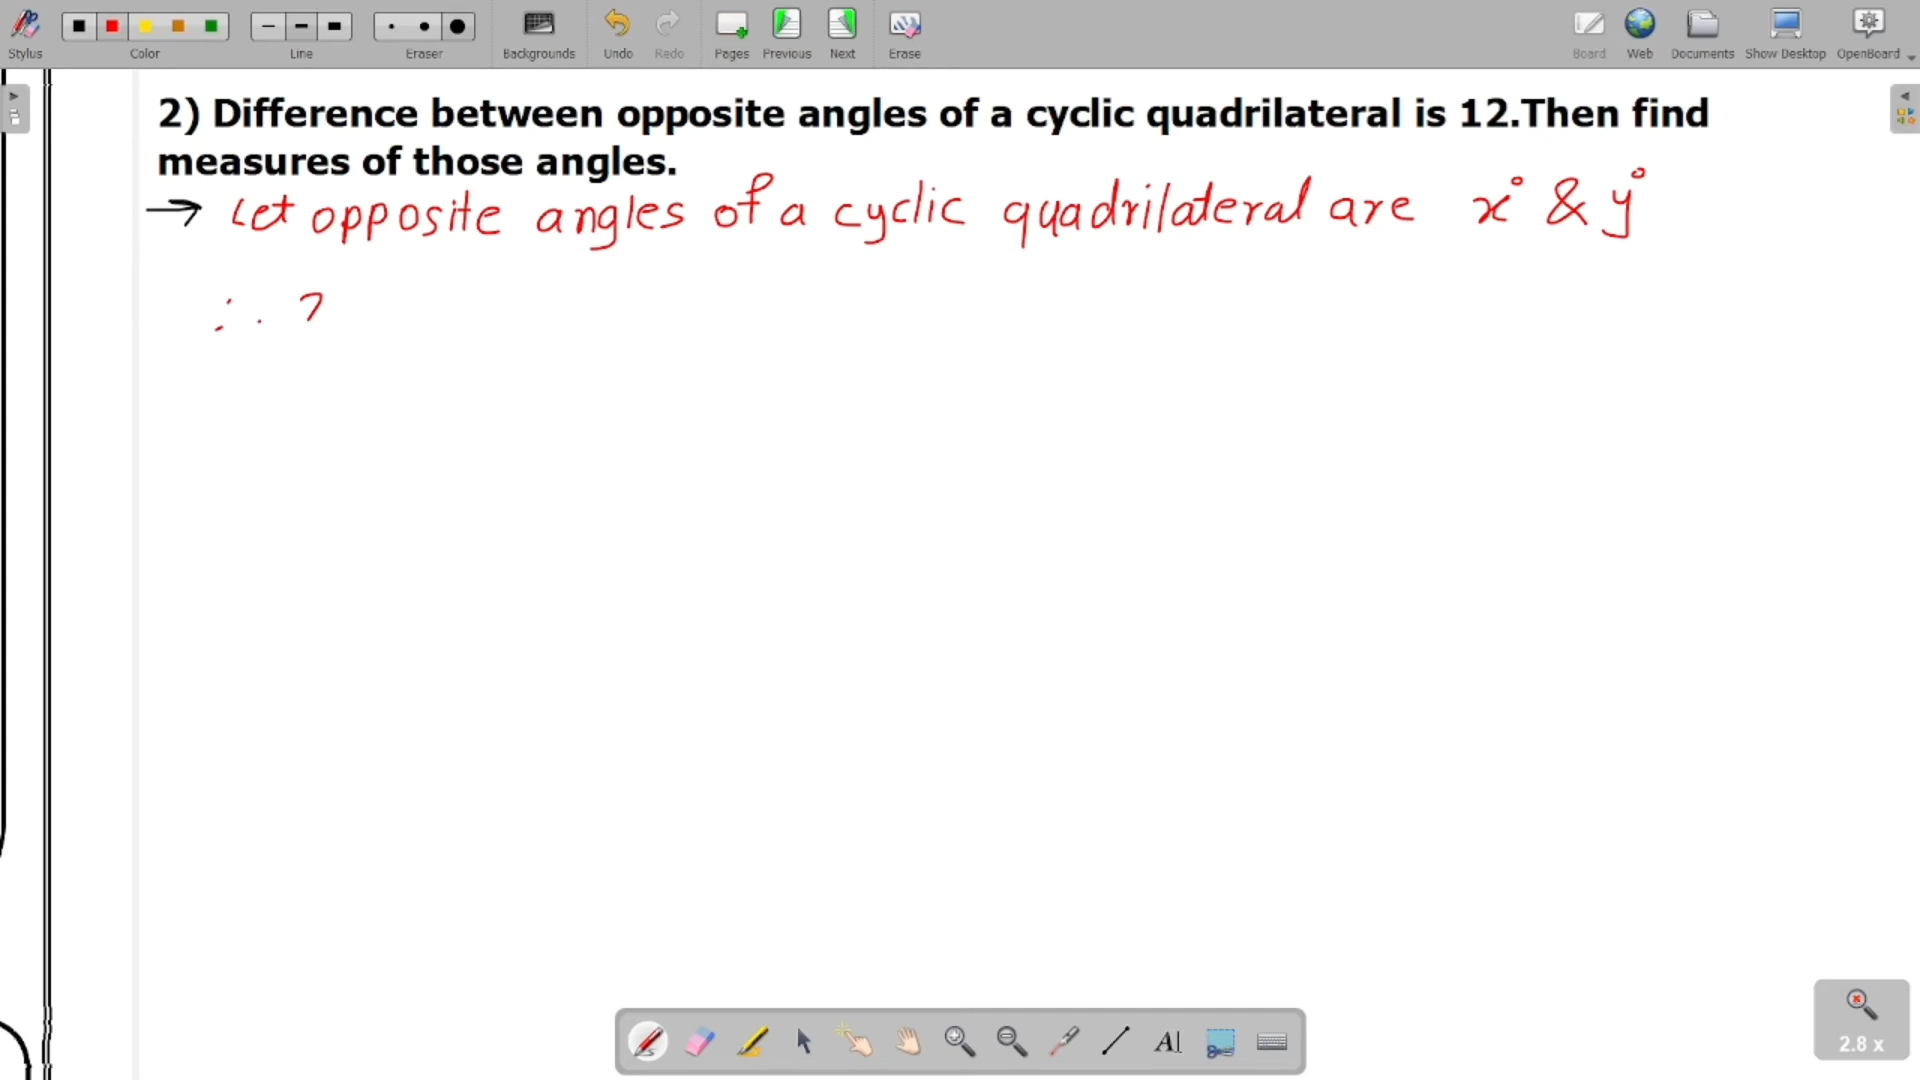 Stylus Color Line Eraser Backgrounds Undo Redo Pages Previous Next Erase Board Web Documents Show Desktop OpenBoard
2) Difference between opposite angles of a cyclic quadrilateral is 12.Then find
measures of those angles.
→ Let opposite angles of a cyclic quadrilateral are x° & y°
∴
2.8 x